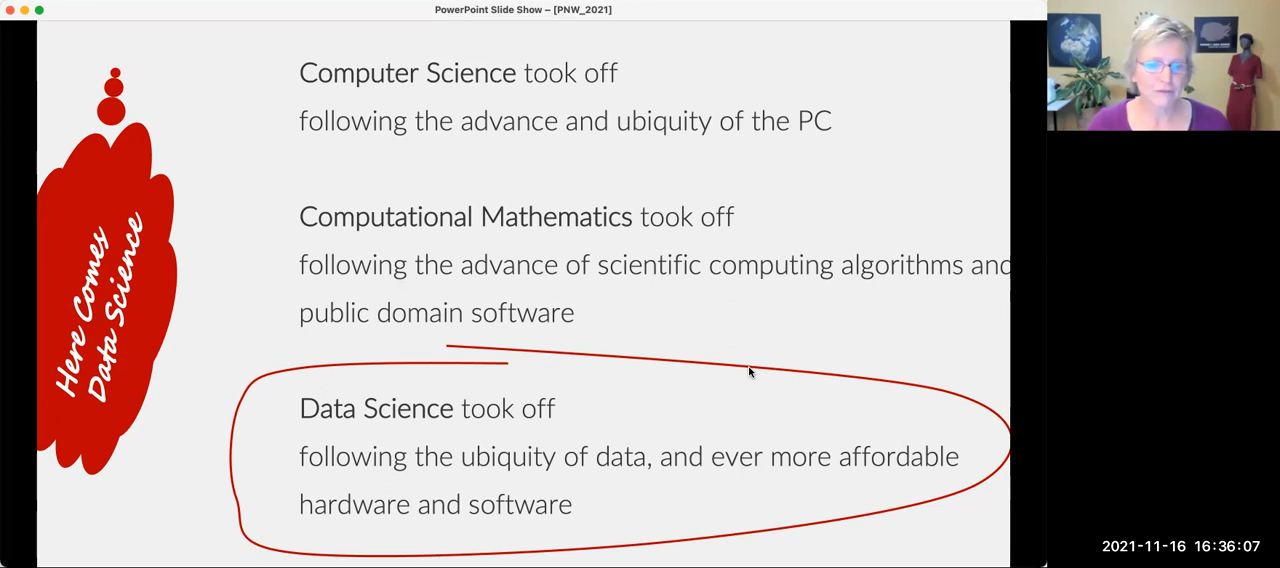 PowerPoint Slide Show – [PNW_2021]
Computer Science took off
following the advance and ubiquity of the PC
Computational Mathematics took off
following the advance of scientific computing algorithms and
public domain software
Here Comes
Data Science
Data Science took off
following the ubiquity of data, and ever more affordable
hardware and software
2021-11-16 16:36:07